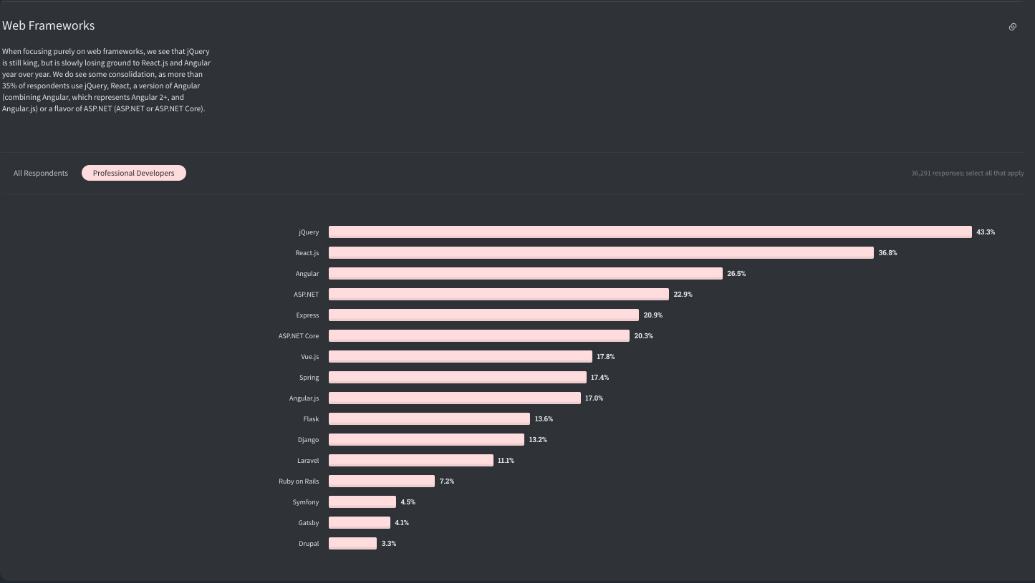 Web Frameworks
When focusing purely on web frameworks, we see that jQuery
is still king, but is slowly losing ground to React.js and Angular
year over year. We do see some consolidation, as more than
35% of respondents use jQuery, React, a version of Angular
(combining Angular, which represents Angular 2+, and
Angular.js) or a flavor of ASP.NET (ASP.NET or ASP.NET Core).
All Respondents Professional Developers 36,291 responses; select all that apply
jQuery 43.3%
React.js 36.8%
Angular 26.5%
ASP.NET 22.9%
Express 20.9%
ASP.NET Core 20.3%
Vue.js 17.8%
Spring 17.4%
Angular.js 17.0%
Flask 13.6%
Django 13.2%
Laravel 11.1%
Ruby on Rails 7.2%
Symfony 4.5%
Gatsby 4.1%
Drupal 3.3%